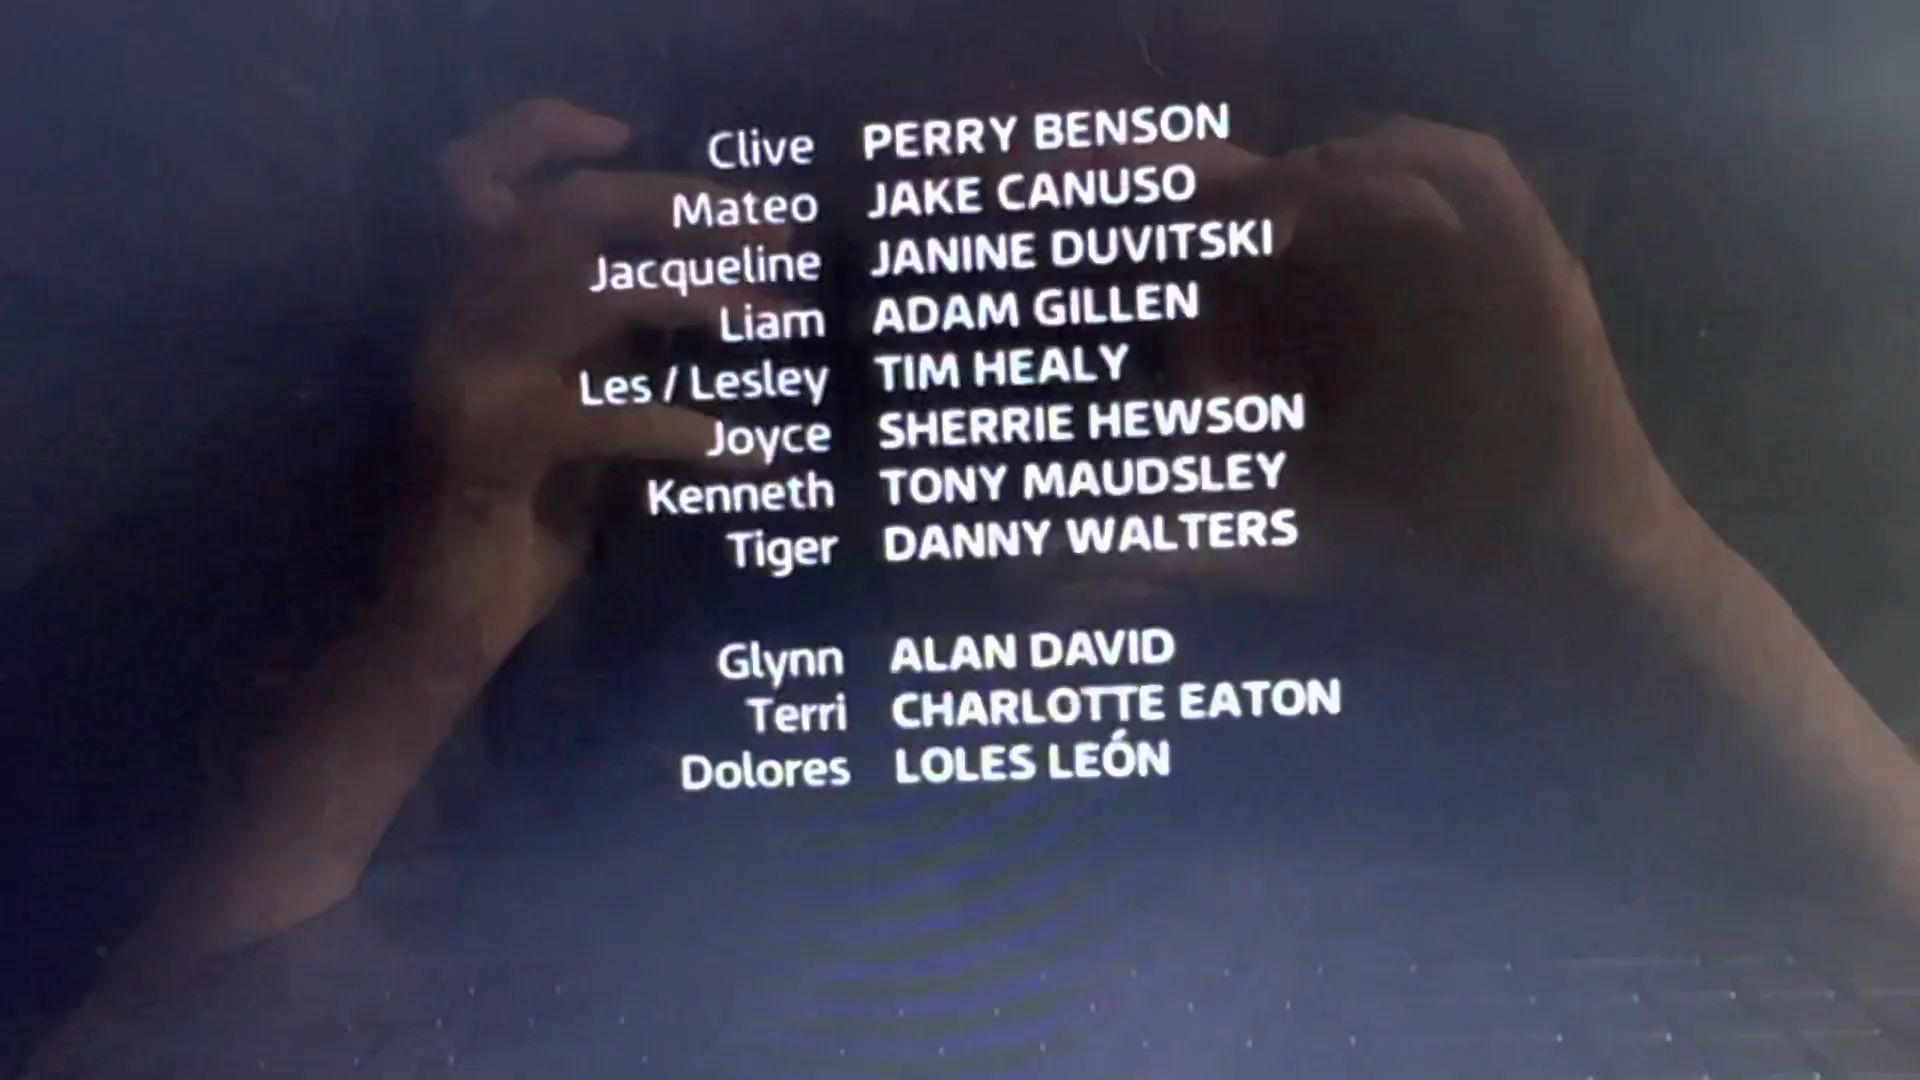 Clive PERRY BENSON
Mateo JAKE CANUSO
Jacqueline JANINE DUVITSKI
Liam ADAM GILLEN
Les / Lesley TIM HEALY
Joyce SHERRIE HEWSON
Kenneth TONY MAUDSLEY
Tiger DANNY WALTERS
Glynn ALAN DAVID
Terri CHARLOTTE EATON
Dolores LOLES LEÓN